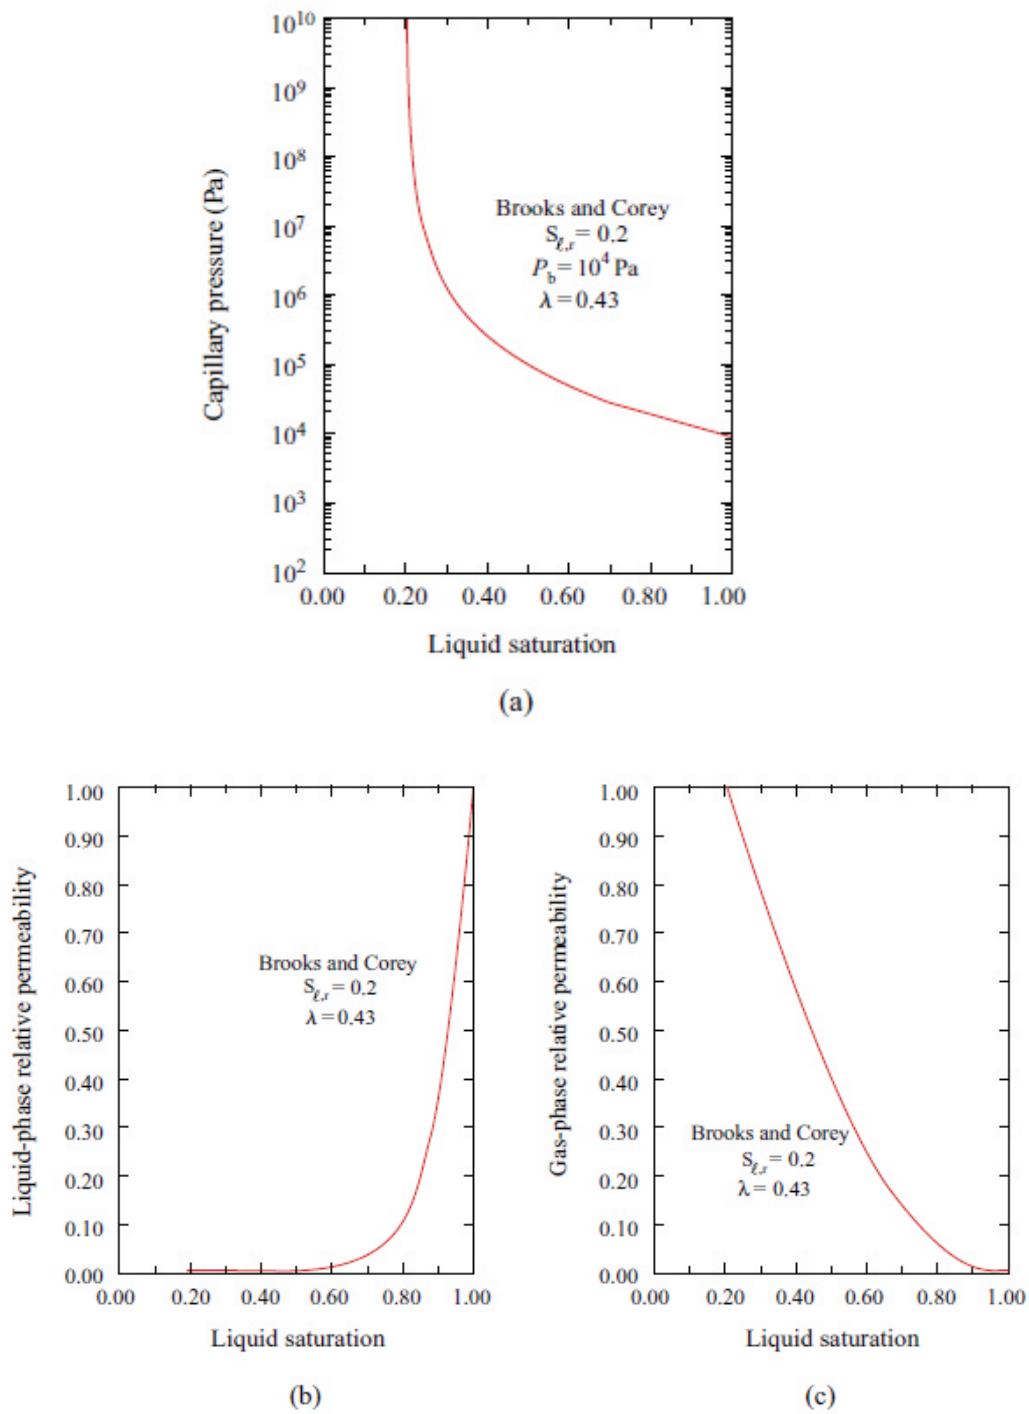 10¹⁰
10⁹
10⁸
10⁷
10⁶
10⁵
10⁴
10³
10²
Capillary pressure (Pa)
Brooks and Corey
Sℓ,r = 0.2
Pb = 10⁴ Pa
λ = 0.43
0.00 0.20 0.40 0.60 0.80 1.00
Liquid saturation
(a)
1.00
0.90
0.80
0.70
0.60
0.50
0.40
0.30
0.20
0.10
0.00
Liquid-phase relative permeability
Brooks and Corey
Sℓ,r = 0.2
λ = 0.43
0.00 0.20 0.40 0.60 0.80 1.00
Liquid saturation
(b)
1.00
0.90
0.80
0.70
0.60
0.50
0.40
0.30
0.20
0.10
0.00
Gas-phase relative permeability
Brooks and Corey
Sℓ,r = 0.2
λ = 0.43
0.00 0.20 0.40 0.60 0.80 1.00
Liquid saturation
(c)